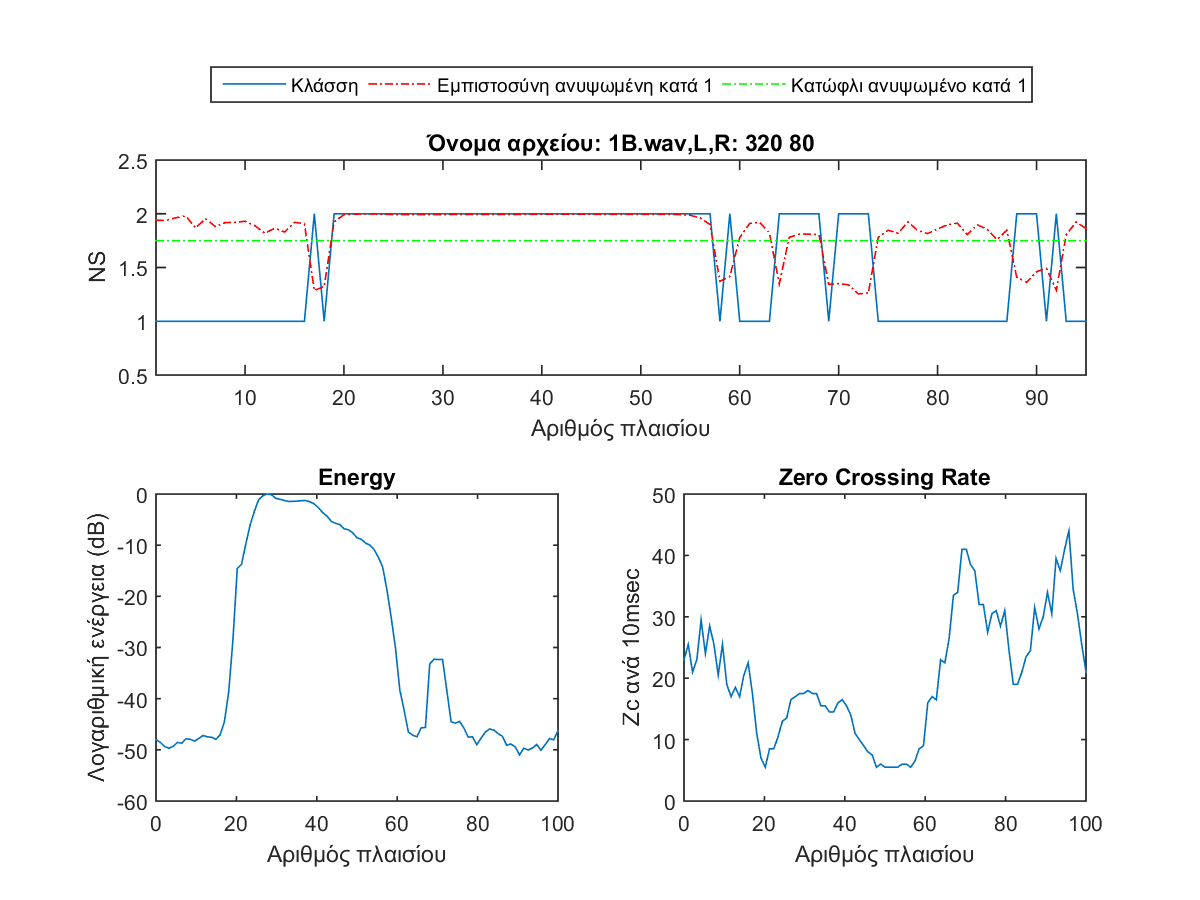 Κλάσση Εμπιστοσύνη ανυψωμένη κατά 1 Κατώφλι ανυψωμένο κατά 1
Όνομα αρχείου: 1B.wav,L,R: 320 80
2.5
2
1.5
1
0.5
NS
10 20 30 40 50 60 70 80 90
Αριθμός πλαισίου
Energy
0
-10
-20
-30
-40
-50
-60
Λογαριθμική ενέργεια (dB)
0 20 40 60 80 100
Αριθμός πλαισίου
Zero Crossing Rate
50
40
30
20
10
0
Zc ανά 10msec
0 20 40 60 80 100
Αριθμός πλαισίου